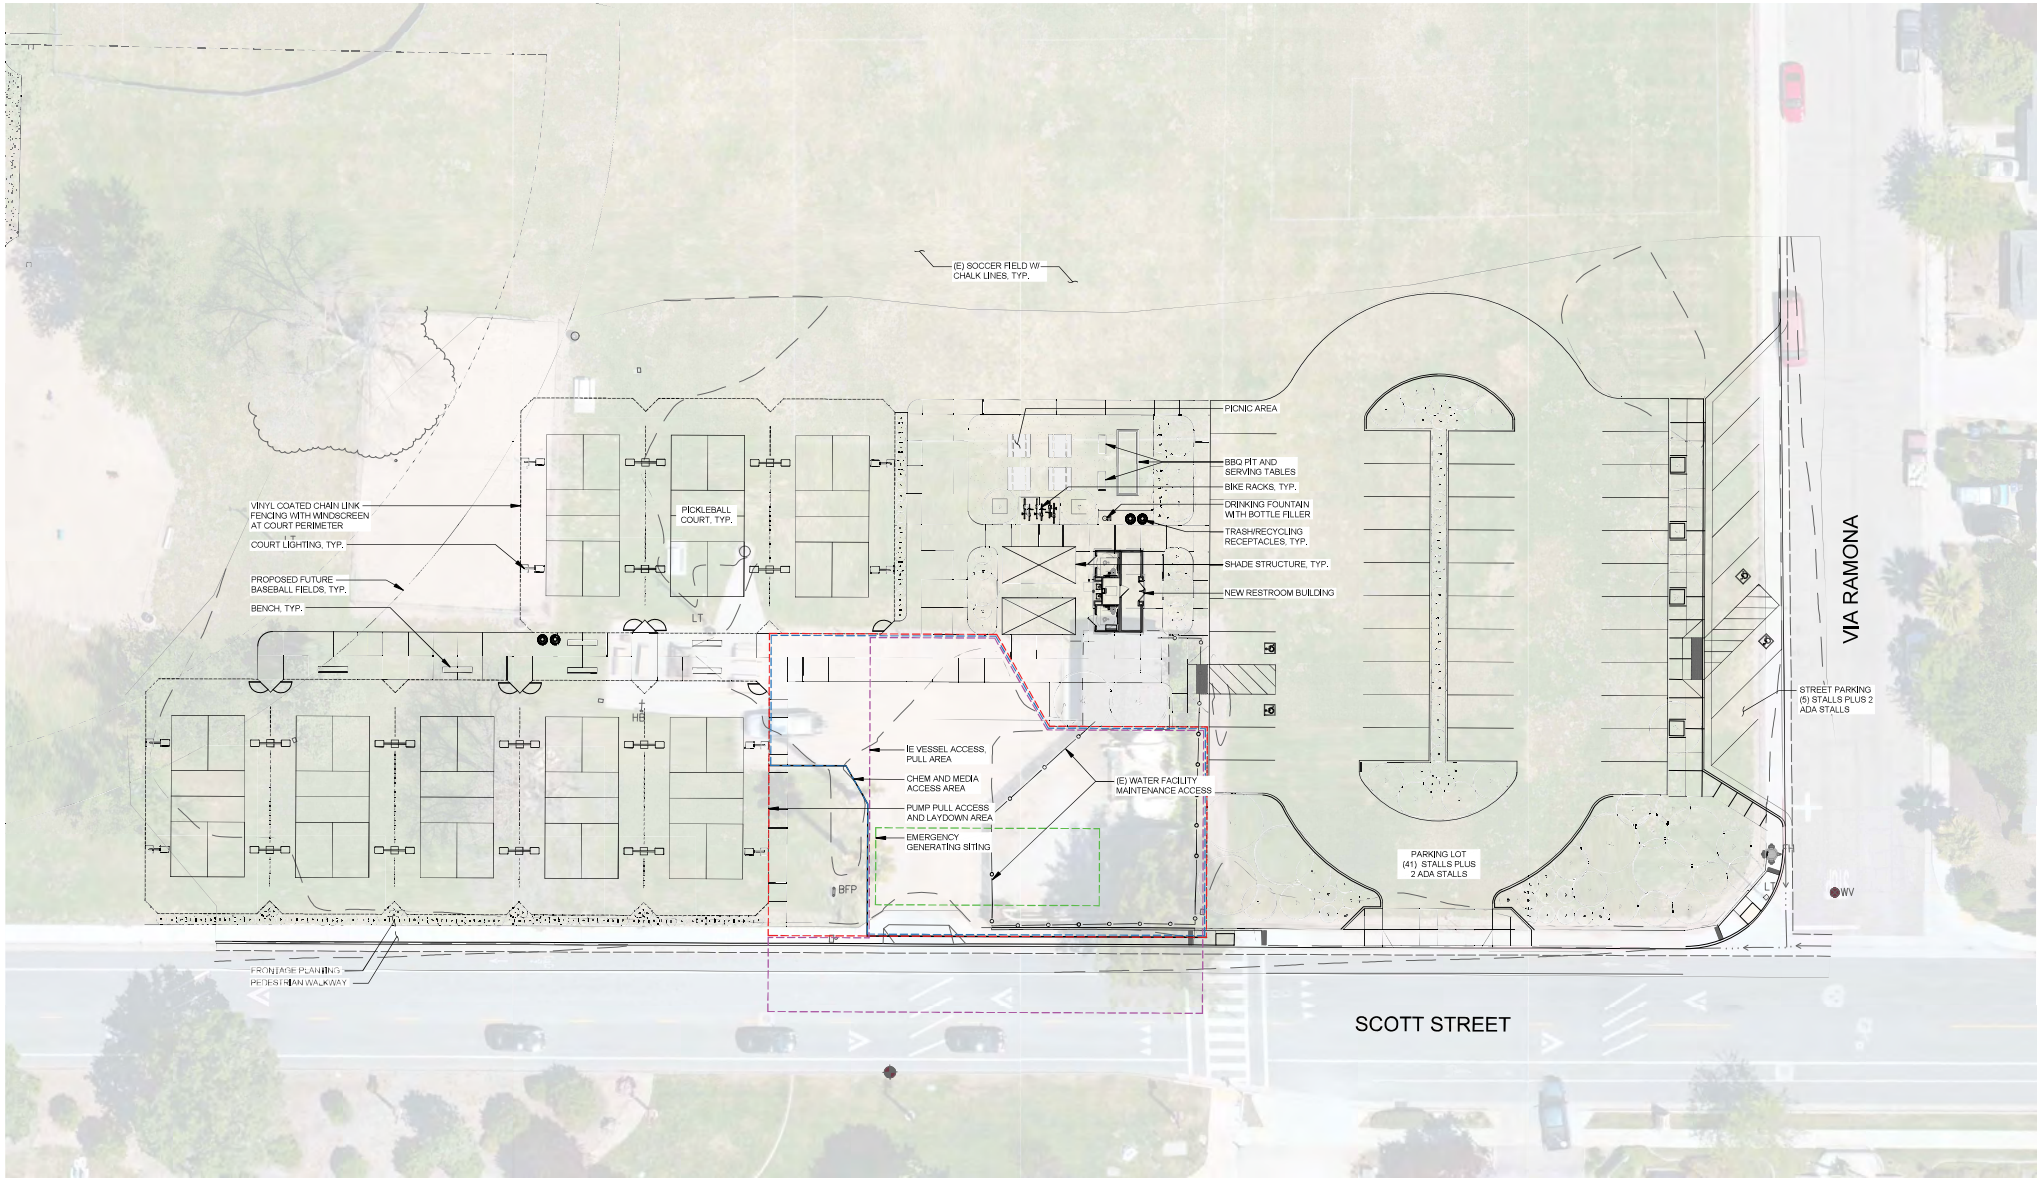 (E) SOCCER FIELD W/
CHALK LINES, TYP.
PICNIC AREA
BBQ PIT AND
SERVING TABLES
BIKE RACKS, TYP.
DRINKING FOUNTAIN
WITH BOTTLE FILLER
TRASH/RECYCLING
RECEPTACLES, TYP.
SHADE STRUCTURE, TYP.
NEW RESTROOM BUILDING
VINYL COATED CHAIN LINK
FENCING WITH WINDSCREEN
AT COURT PERIMETER
LT
COURT LIGHTING, TYP.
PROPOSED FUTURE
BASEBALL FIELDS, TYP.
BENCH, TYP.
PICKLEBALL
COURT, TYP.
LT
HB
IE VESSEL ACCESS,
PULL AREA
CHEM AND MEDIA
ACCESS AREA
PUMP PULL ACCESS
AND LAYDOWN AREA
EMERGENCY
GENERATING SITING
(E) WATER FACILITY
MAINTENANCE ACCESS
BFP
PARKING LOT
(41) STALLS PLUS
2 ADA STALLS
STREET PARKING
(5) STALLS PLUS 2
ADA STALLS
VIA RAMONA
FH
LT
WV
FRONTAGE PLANTING
PEDESTRIAN WALKWAY
SCOTT STREET